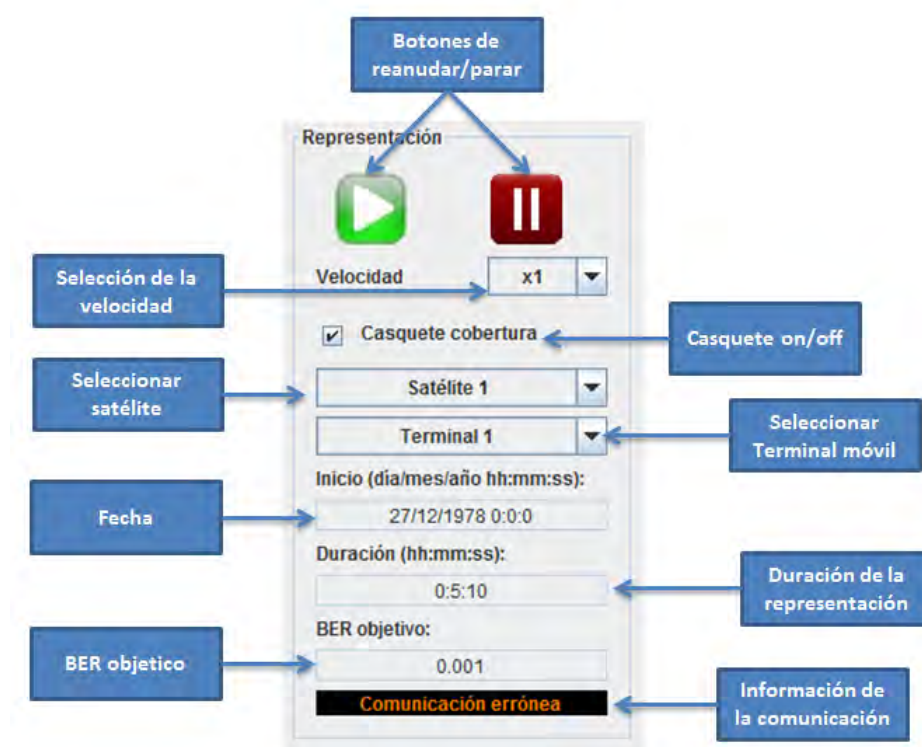 Botones de
reanudar/parar
Representación
Selección de la
velocidad
Velocidad
x1
Casquete cobertura
Casquete on/off
Seleccionar
satélite
Satélite 1
Terminal 1
Seleccionar
Terminal móvil
Inicio (día/mes/año hh:mm:ss):
Fecha
27/12/1978 0:0:0
Duración (hh:mm:ss):
0:5:10
Duración de la
representación
BER objetivo:
BER objetico
0.001
Comunicación errónea
Información de
la comunicación